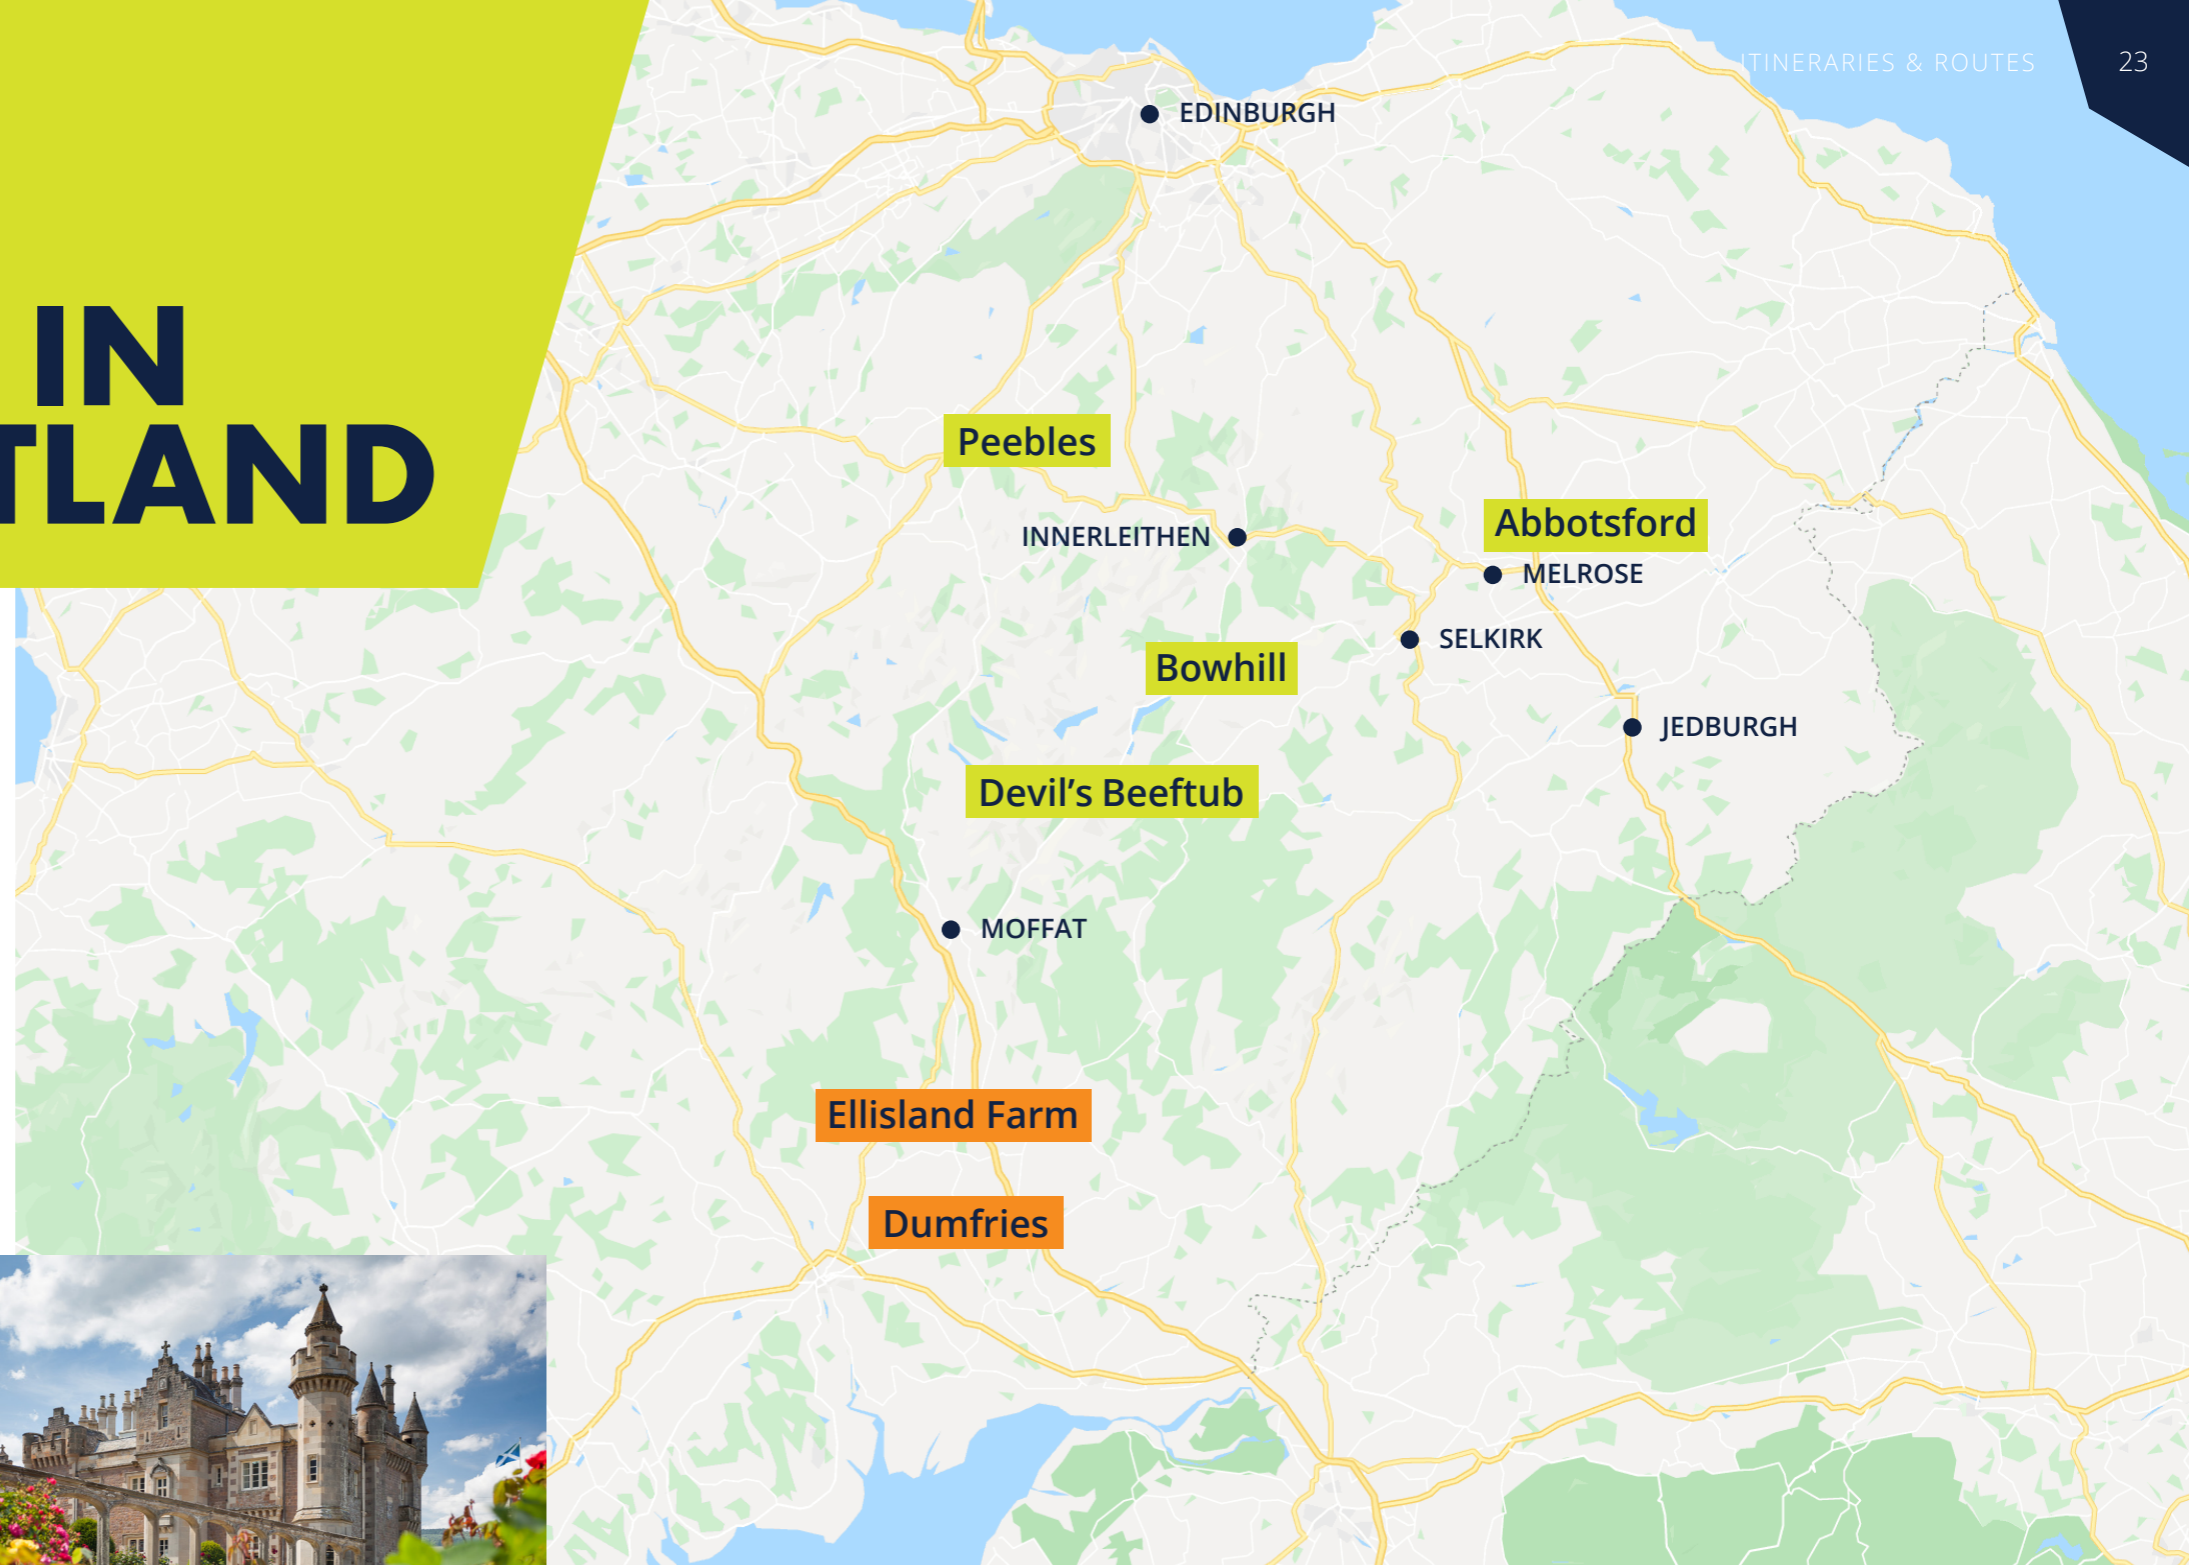 ITINERARIES & ROUTES
23
IN
TLAND
EDINBURGH
Peebles
INNERLEITHEN
Abbotsford
MELROSE
SELKIRK
Bowhill
JEDBURGH
Devil’s Beeftub
MOFFAT
Ellisland Farm
Dumfries